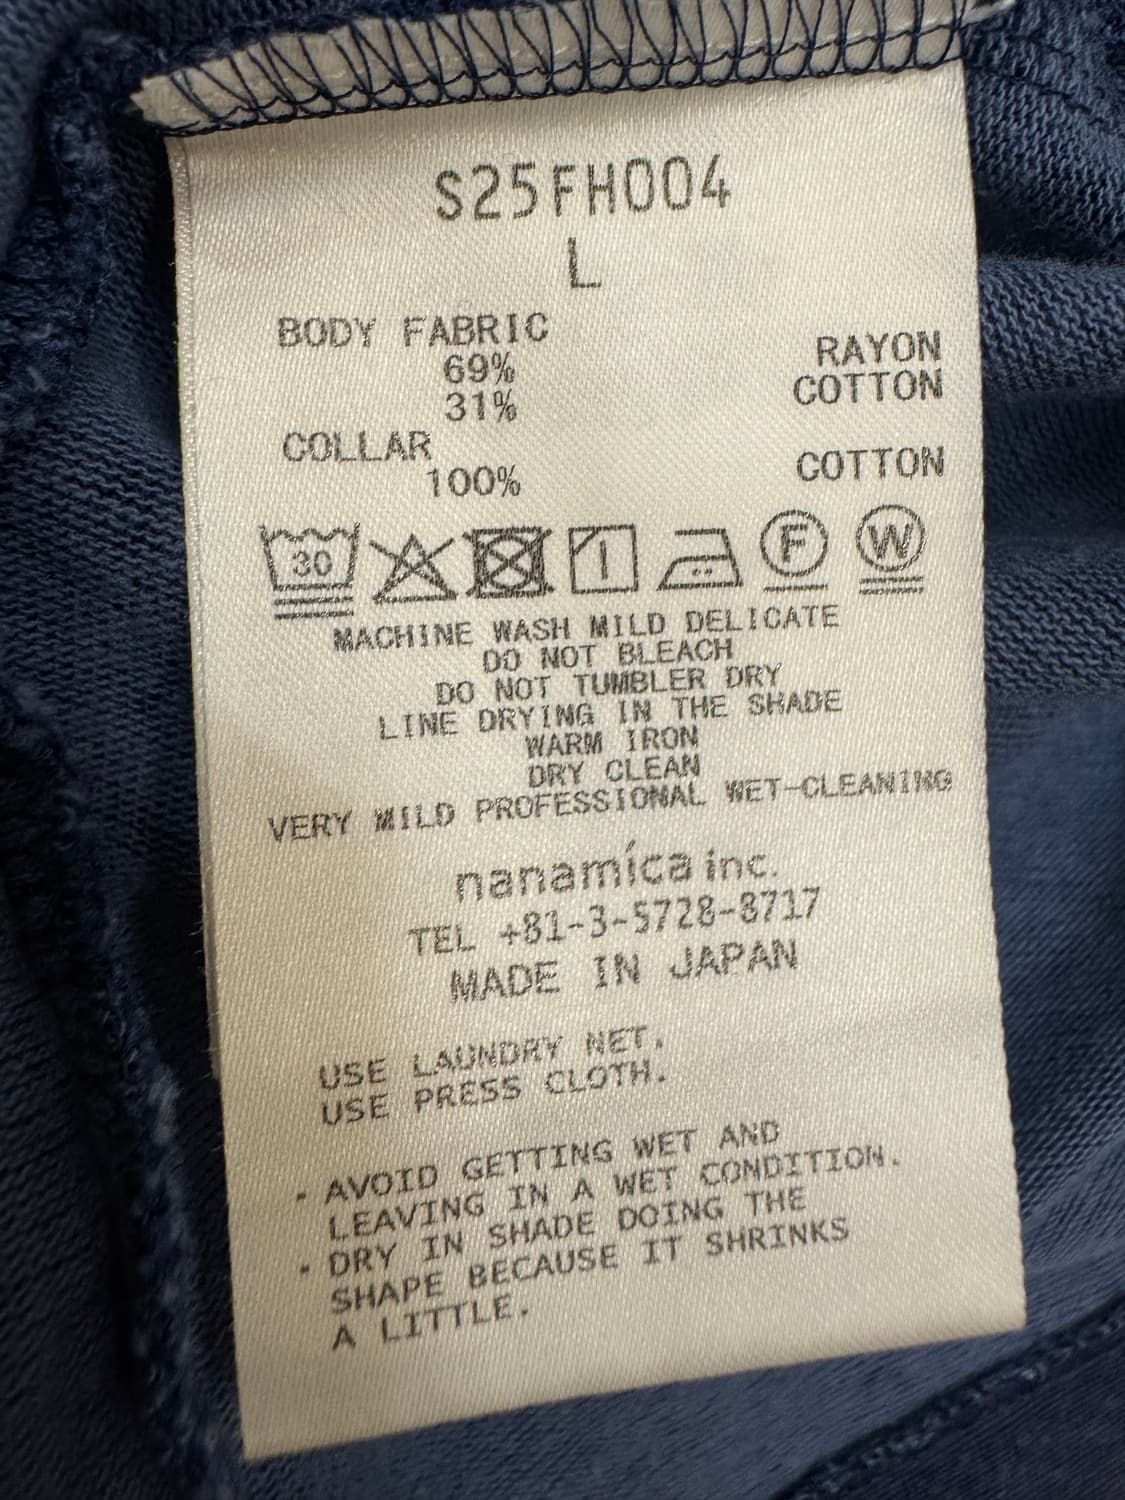 S25FH004
L
BODY FABRIC
69% RAYON
31% COTTON
COLLAR
100% COTTON
30 F W
MACHINE WASH MILD DELICATE
DO NOT BLEACH
DO NOT TUMBLER DRY
LINE DRYING IN THE SHADE
WARM IRON
DRY CLEAN
VERY MILD PROFESSIONAL WET-CLEANING
nanamíca inc.
TEL +81-3-5728-8717
MADE IN JAPAN
USE LAUNDRY NET.
USE PRESS CLOTH.
・AVOID GETTING WET AND
LEAVING IN A WET CONDITION.
・DRY IN SHADE DOING THE
SHAPE BECAUSE IT SHRINKS
A LITTLE.